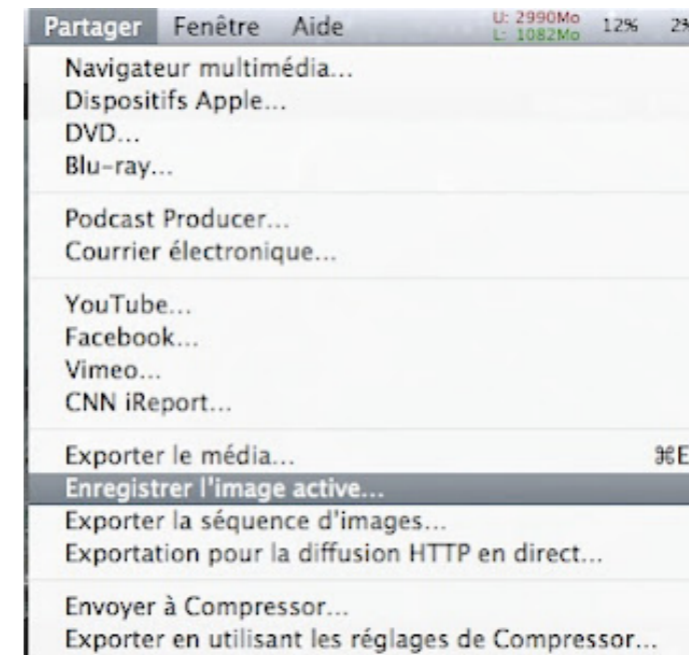 Partager Fenêtre Aide U: 2990Mo 12%
L: 1082Mo
Navigateur multimédia...
Dispositifs Apple...
DVD...
Blu-ray...
Podcast Producer...
Courrier électronique...
YouTube...
Facebook...
Vimeo...
CNN iReport...
Exporter le média... ⌘E
Enregistrer l'image active...
Exporter la séquence d'images...
Exportation pour la diffusion HTTP en direct...
Envoyer à Compressor...
Exporter en utilisant les réglages de Compressor...